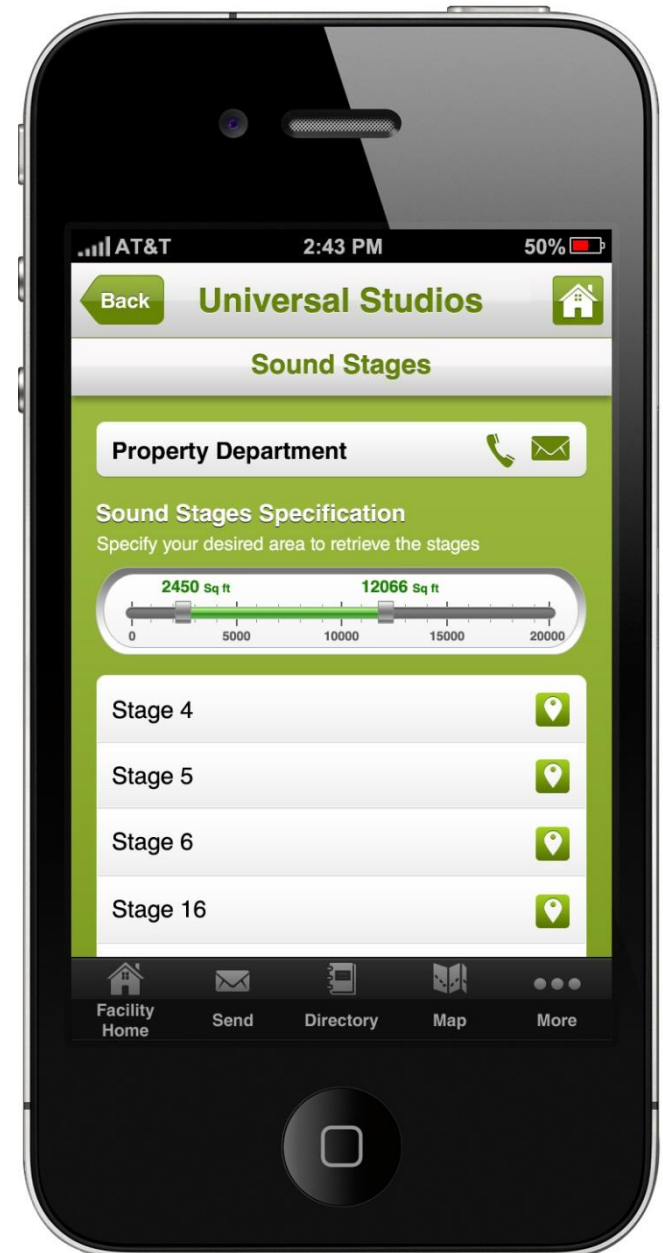 AT&T 2:43 PM 50%
Back Universal Studios
Sound Stages
Property Department
Sound Stages Specification
Specify your desired area to retrieve the stages
2450 Sq ft 12066 Sq ft
0 5000 10000 15000 20000
Stage 4
Stage 5
Stage 6
Stage 16
Facility Home Send Directory Map More